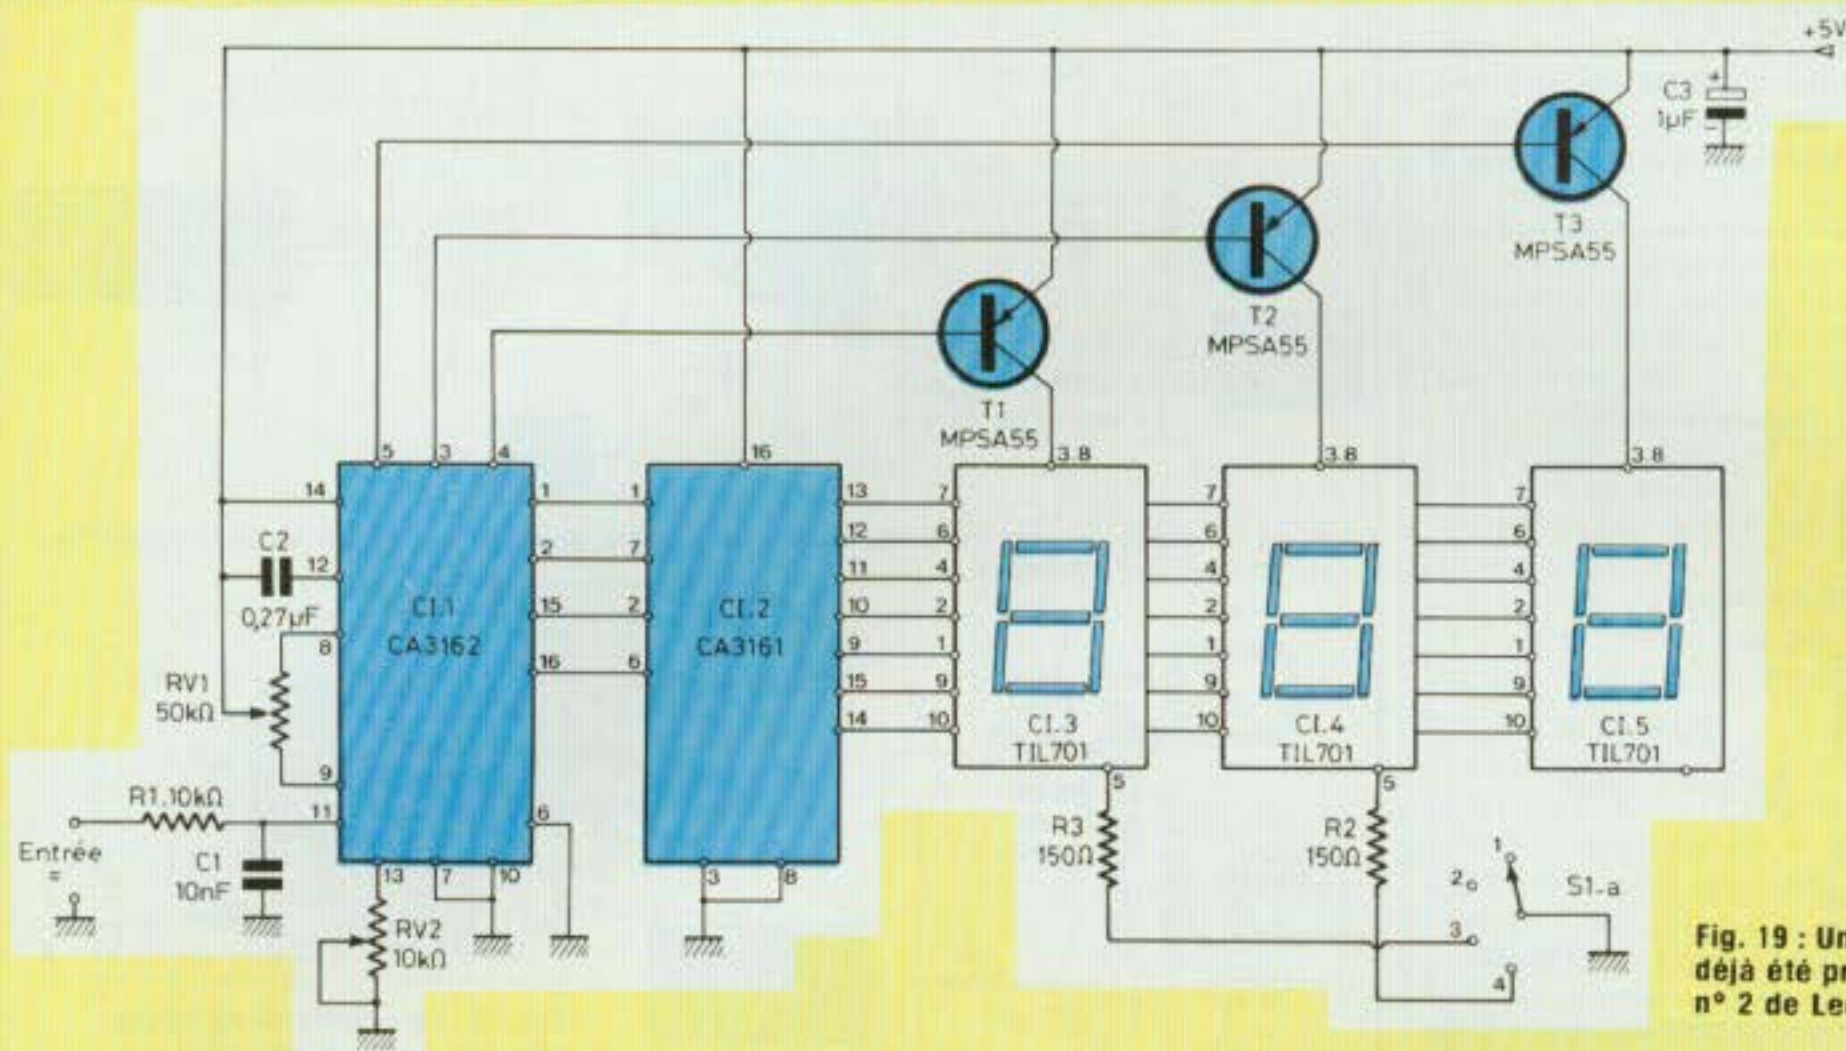 +5V
C3
1µF
+
-
T3
MPSA55
T2
MPSA55
T1
MPSA55
5
3
4
16
3 8
3 8
3 8
14
C2
12
0,27µF
8
RV1
50kΩ
9
R1.10kΩ
11
Entrée
=
C1
10nF
13
7
10
RV2
10kΩ
CI.1
CA3162
1
2
15
16
6
1
7
2
6
CI.2
CA3161
3
8
13
12
11
10
9
15
14
7
6
4
2
1
9
10
CI.3
TIL701
5
7
6
4
2
1
9
10
CI.4
TIL701
5
7
6
4
2
1
9
10
CI.5
TIL701
R3
150Ω
R2
150Ω
1
2
3
4
S1-a
Fig. 19 : Un
déjà été pr
nº 2 de Le